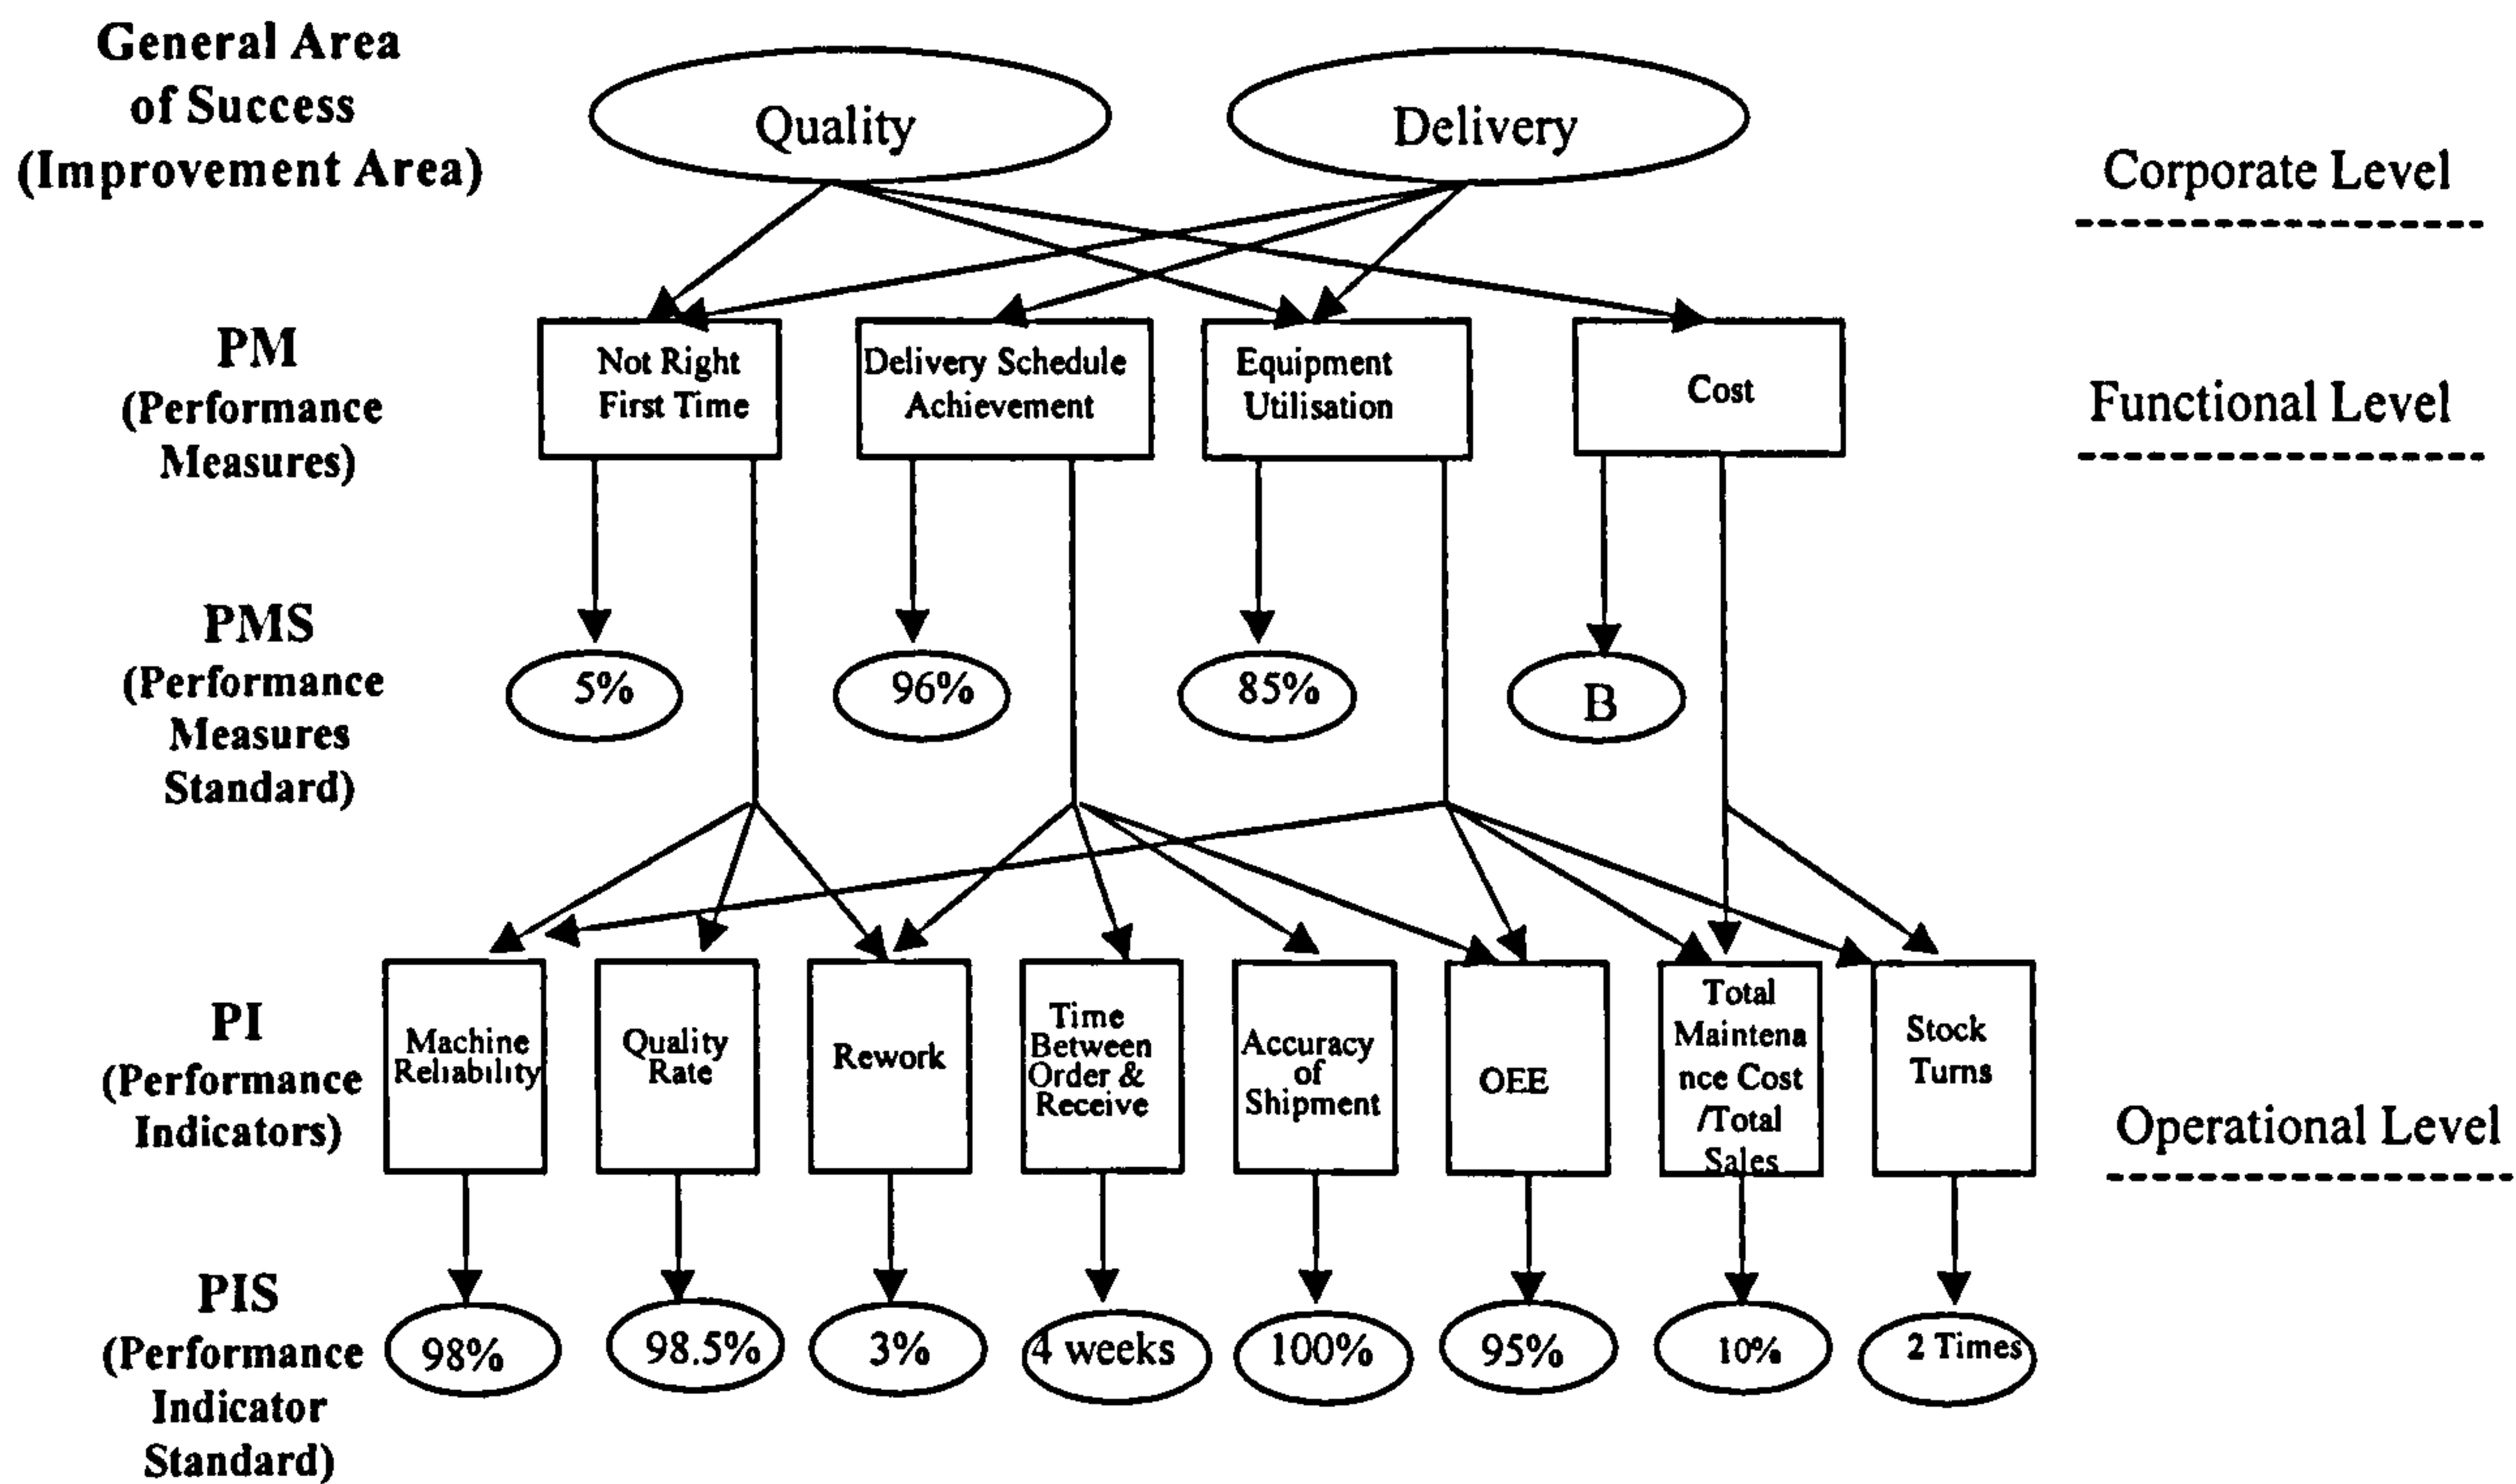 General Area
of Success
(Improvement Area)
Quality
Delivery
Corporate Level
PM
(Performance
Measures)
Not Right
First Time
Delivery Schedule
Achievement
Equipment
Utilisation
Cost
Functional Level
PMS
(Performance
Measures
Standard)
5%
96%
85%
B
PI
(Performance
Indicators)
Machine
Reliability
Quality
Rate
Rework
Time
Between
Order &
Receive
Accuracy
of
Shipment
OEE
Total
Maintena
nce Cost
/Total
Sales
Stock
Turns
Operational Level
PIS
(Performance
Indicator
Standard)
98%
98.5%
3%
4 weeks
100%
95%
10%
2 Times